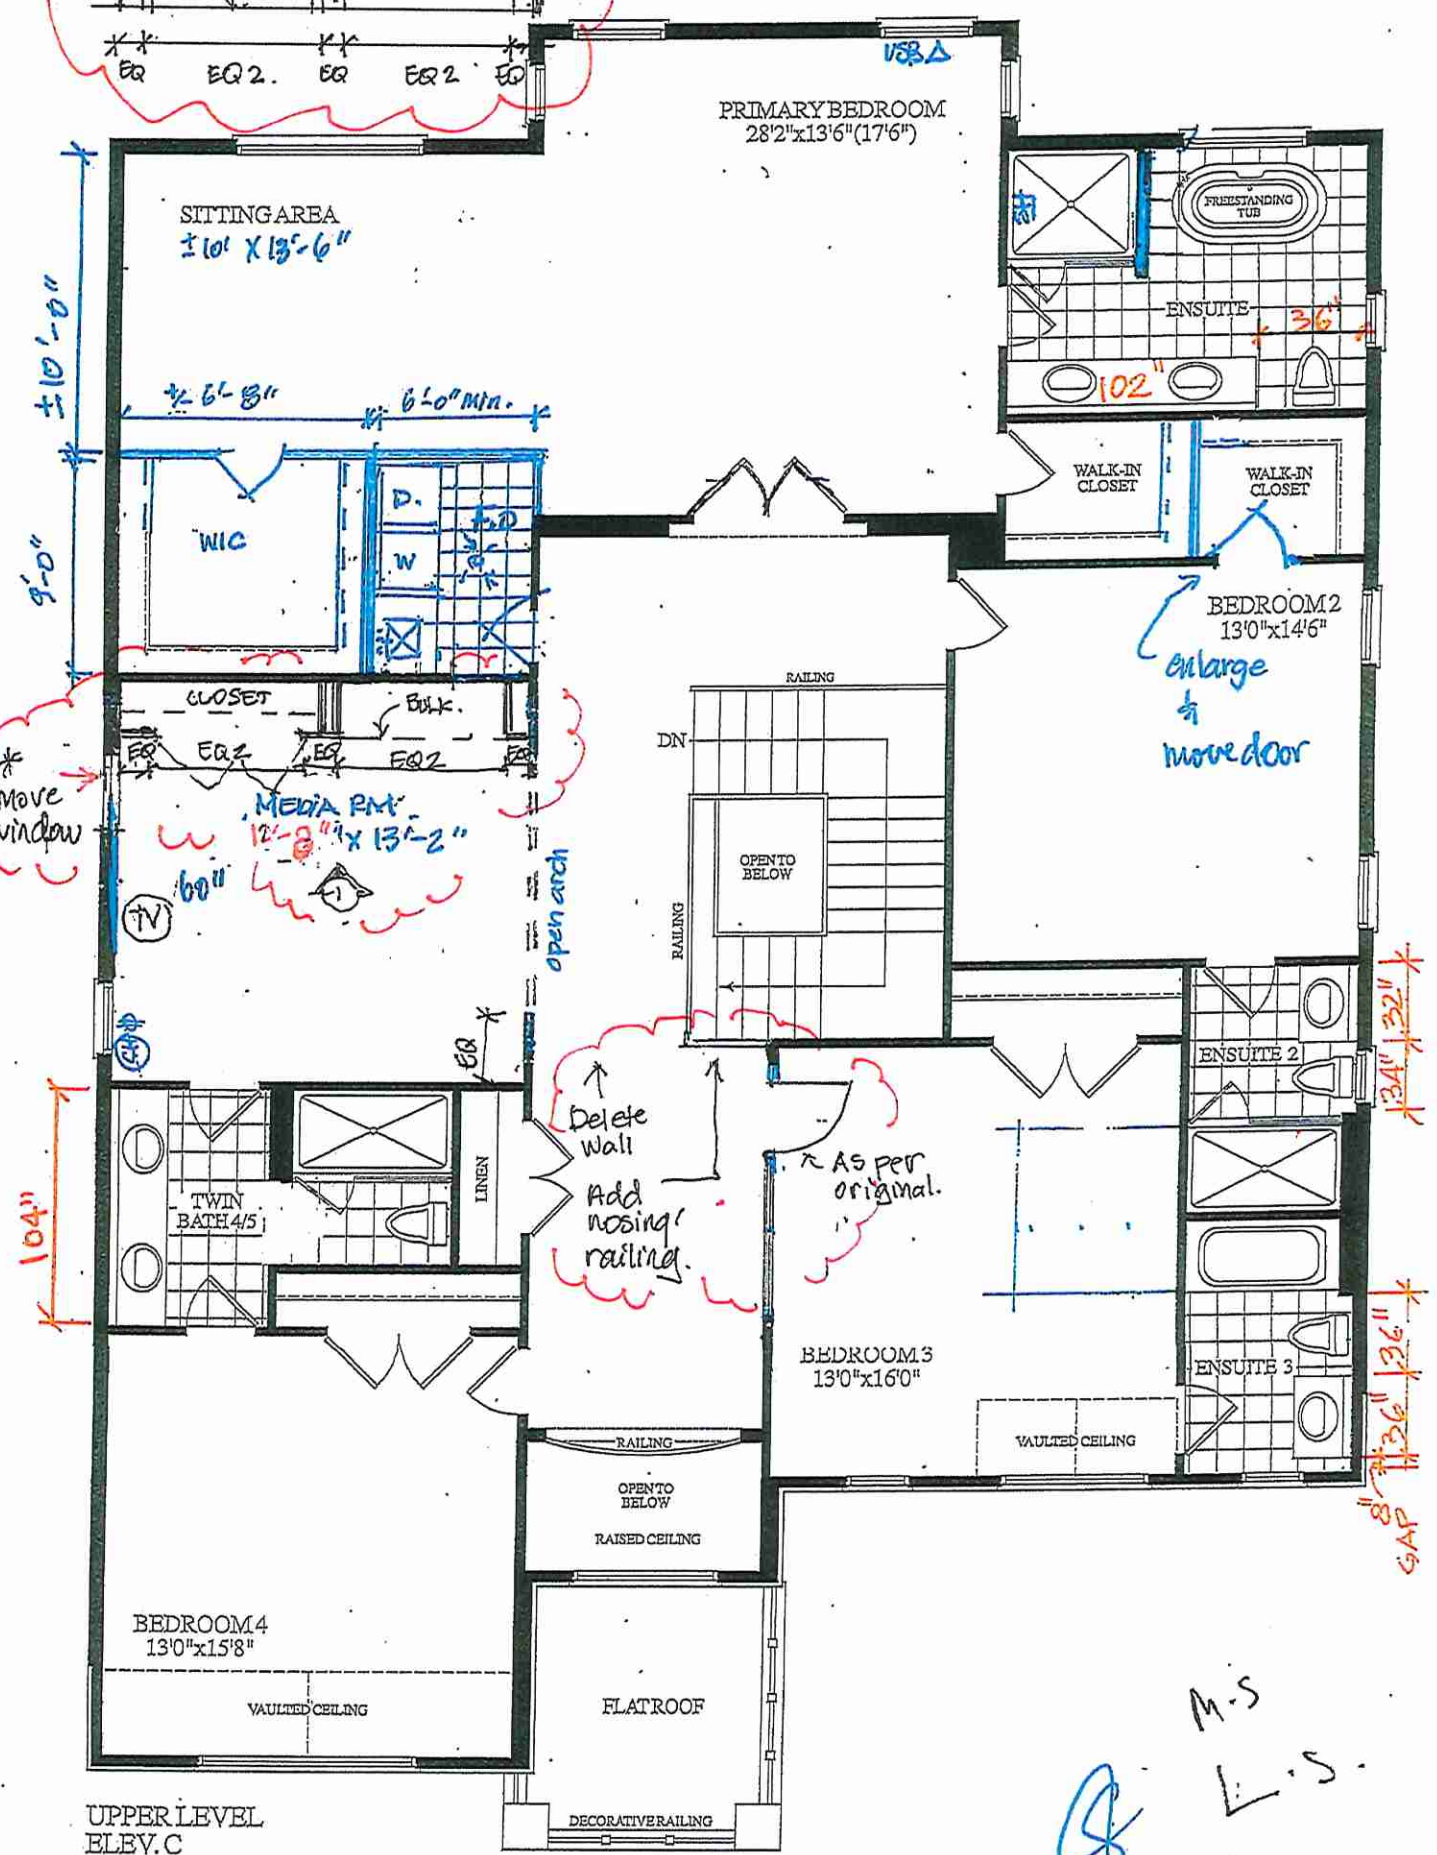 EQ EQ2. EQ EQ2 EQ
USB
PRIMARY BEDROOM
28'2"x13'6"(17'6")
SITTING AREA
±10' X 13'-6"
FREESTANDING
TUB
ENSUITE
36"
102"
±10'-0"
+/- 6'-8"
6'-0" MIN.
WALK-IN
CLOSET
WALK-IN
CLOSET
D.
F.D
W
WIC
9'-0"
BEDROOM 2
13'0"x14'6"
enlarge
&
move door
RAILING
DN
OPEN TO
BELOW
RAILING
CLOSET
BULK.
EQ EQ2 EQ EQ2 EQ
* Move
window
MEDIA RM.
12'-8" X 13'-2"
60"
1
TV
open arch
EQ
Delete
Wall
Add
nosing/
railing.
As per
original.
32"
34"
ENSUITE 2
104"
TWIN
BATH 4/5
LINEN
ENSUITE 3
36"
36"
8"
GAP
BEDROOM 3
13'0"x16'0"
VAULTED CEILING
RAILING
OPEN TO
BELOW
RAISED CEILING
BEDROOM 4
13'0"x15'8"
VAULTED CEILING
FLAT ROOF
DECORATIVE RAILING
M.S
L.S.
UPPER LEVEL
ELEV. C